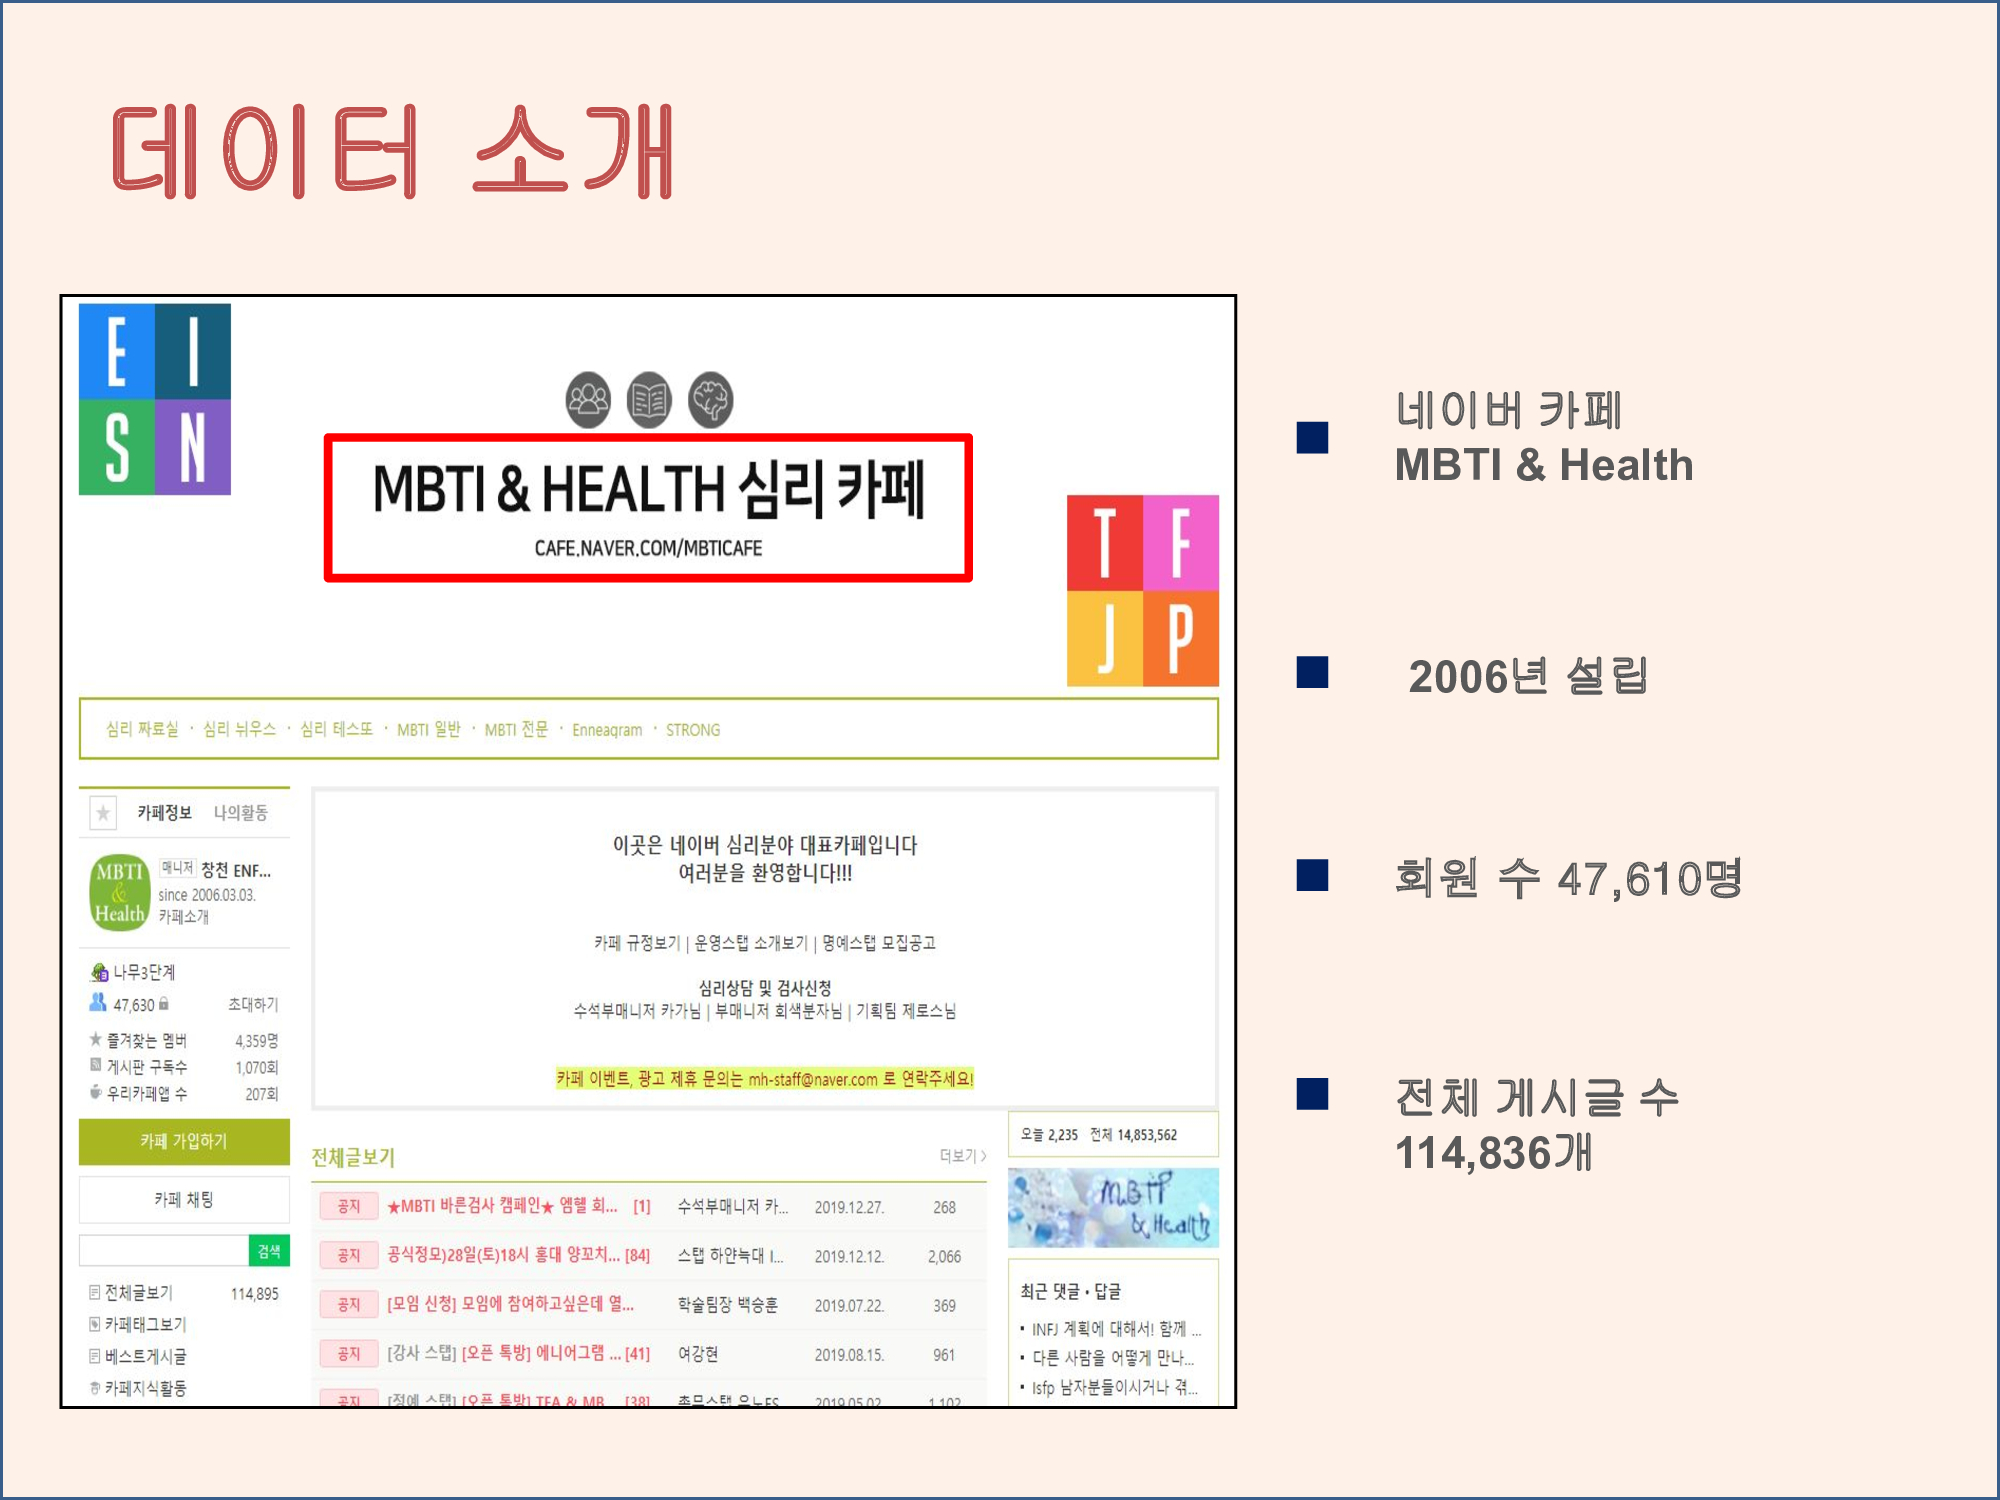 데이터 소개
E I
S N
MBTI & HEALTH 심리 카페
CAFE.NAVER.COM/MBTICAFE
T F
J P
심리 짜료실 · 심리 뉘우스 · 심리 테스또 · MBTI 일반 · MBTI 전문 · Enneagram · STRONG
카페정보 나의활동
MBTI
&
Health
매니저 창천 ENF...
since 2006.03.03.
카페소개
나무3단계
47,630 초대하기
즐겨찾는 멤버 4,359명
게시판 구독수 1,070회
우리카페앱 수 207회
카페 가입하기
카페 채팅
검색
전체글보기 114,895
카페태그보기
베스트게시글
카페지식활동
이곳은 네이버 심리분야 대표카페입니다
여러분을 환영합니다!!!
카페 규정보기 | 운영스탭 소개보기 | 명예스탭 모집공고
심리상담 및 검사신청
수석부매니저 카가님 | 부매니저 회색분자님 | 기획팀 제로스님
카페 이벤트, 광고 제휴 문의는 mh-staff@naver.com 로 연락주세요!
전체글보기 더보기 >
공지 ★MBTI 바른검사 캠페인★ 엠헬 회... [1] 수석부매니저 카... 2019.12.27. 268
공지 공식정모)28일(토)18시 홍대 양꼬치... [84] 스탭 하얀늑대 I... 2019.12.12. 2,066
공지 [모임 신청] 모임에 참여하고싶은데 열... 학술팀장 백승훈 2019.07.22. 369
공지 [강사 스탭] [오픈 톡방] 에니어그램 ... [41] 여강현 2019.08.15. 961
공지 [정예 스탭] [오픈 톡방] TFA & MB... [38] 2019.05.02. 1,102
오늘 2,235 전체 14,853,562
MBTI
& Health
최근 댓글 • 답글
• INFJ 계획에 대해서! 함께 ...
• 다른 사람을 어떻게 만나...
• Isfp 남자분들이시거나 겪...
■ 네이버 카페
MBTI & Health
■ 2006년 설립
■ 회원 수 47,610명
■ 전체 게시글 수
114,836개